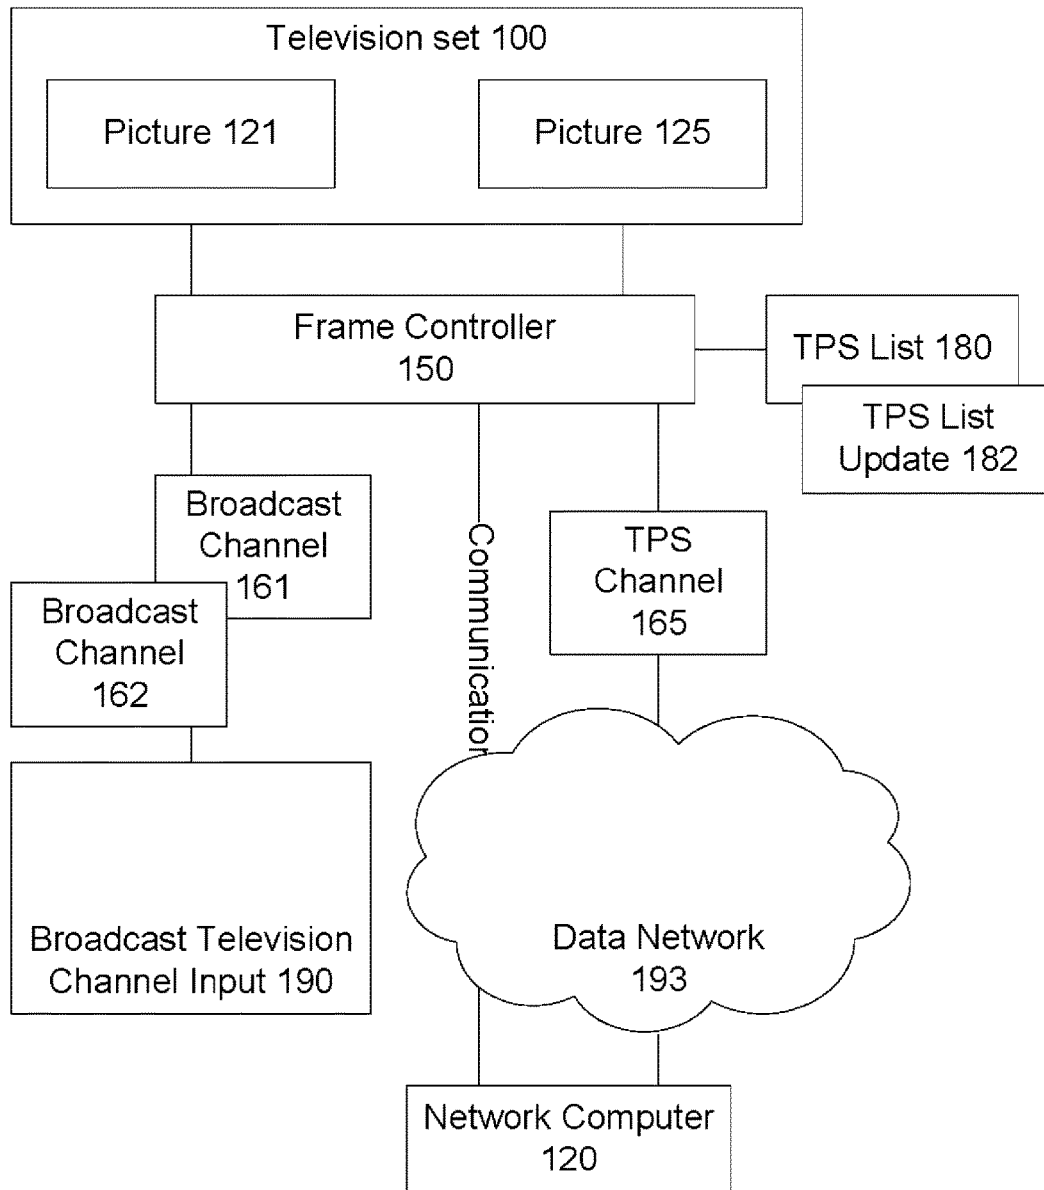 Television set 100
Picture 121
Picture 125
Frame Controller
150
TPS List 180
TPS List
Update 182
Broadcast
Channel
161
Broadcast
Channel
162
Communication
TPS
Channel
165
Broadcast Television
Channel Input 190
Data Network
193
Network Computer
120